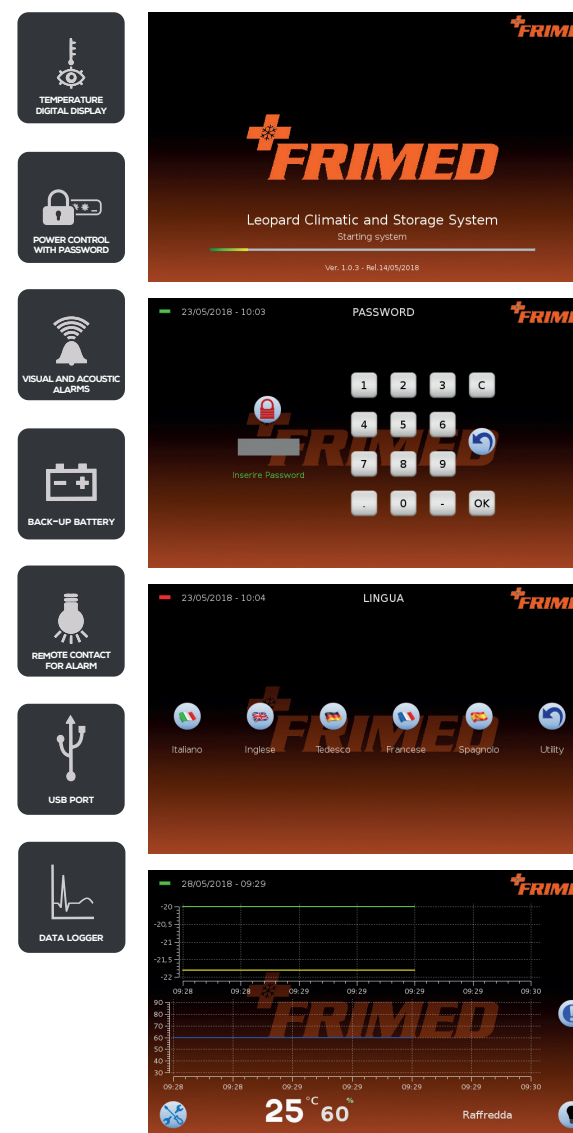 TEMPERATURE
DIGITAL DISPLAY
POWER CONTROL
WITH PASSWORD
VISUAL AND ACOUSTIC
ALARMS
BACK-UP BATTERY
REMOTE CONTACT
FOR ALARM
USB PORT
DATA LOGGER
FRIMED
Leopard Climatic and Storage System
Starting system
Ver. 1.0.3 - Rel.14/05/2018
23/05/2018 - 10:03
PASSWORD
1 2 3 C
4 5 6
7 8 9
. 0 - OK
Inserire Password
FRIMED
23/05/2018 - 10:04
LINGUA
FRIMED
Italiano Inglese Tedesco Francese Spagnolo Utility
28/05/2018 - 09:29
-20
-20.5
-21
-21.5
-22
09:28 09:28 09:29 09:29 09:29 09:29 09:30
FRIMED
90
80
70
60
50
40
30
09:28 09:28 09:29 09:29 09:29 09:29 09:30
25 °C 60 %
Raffredda